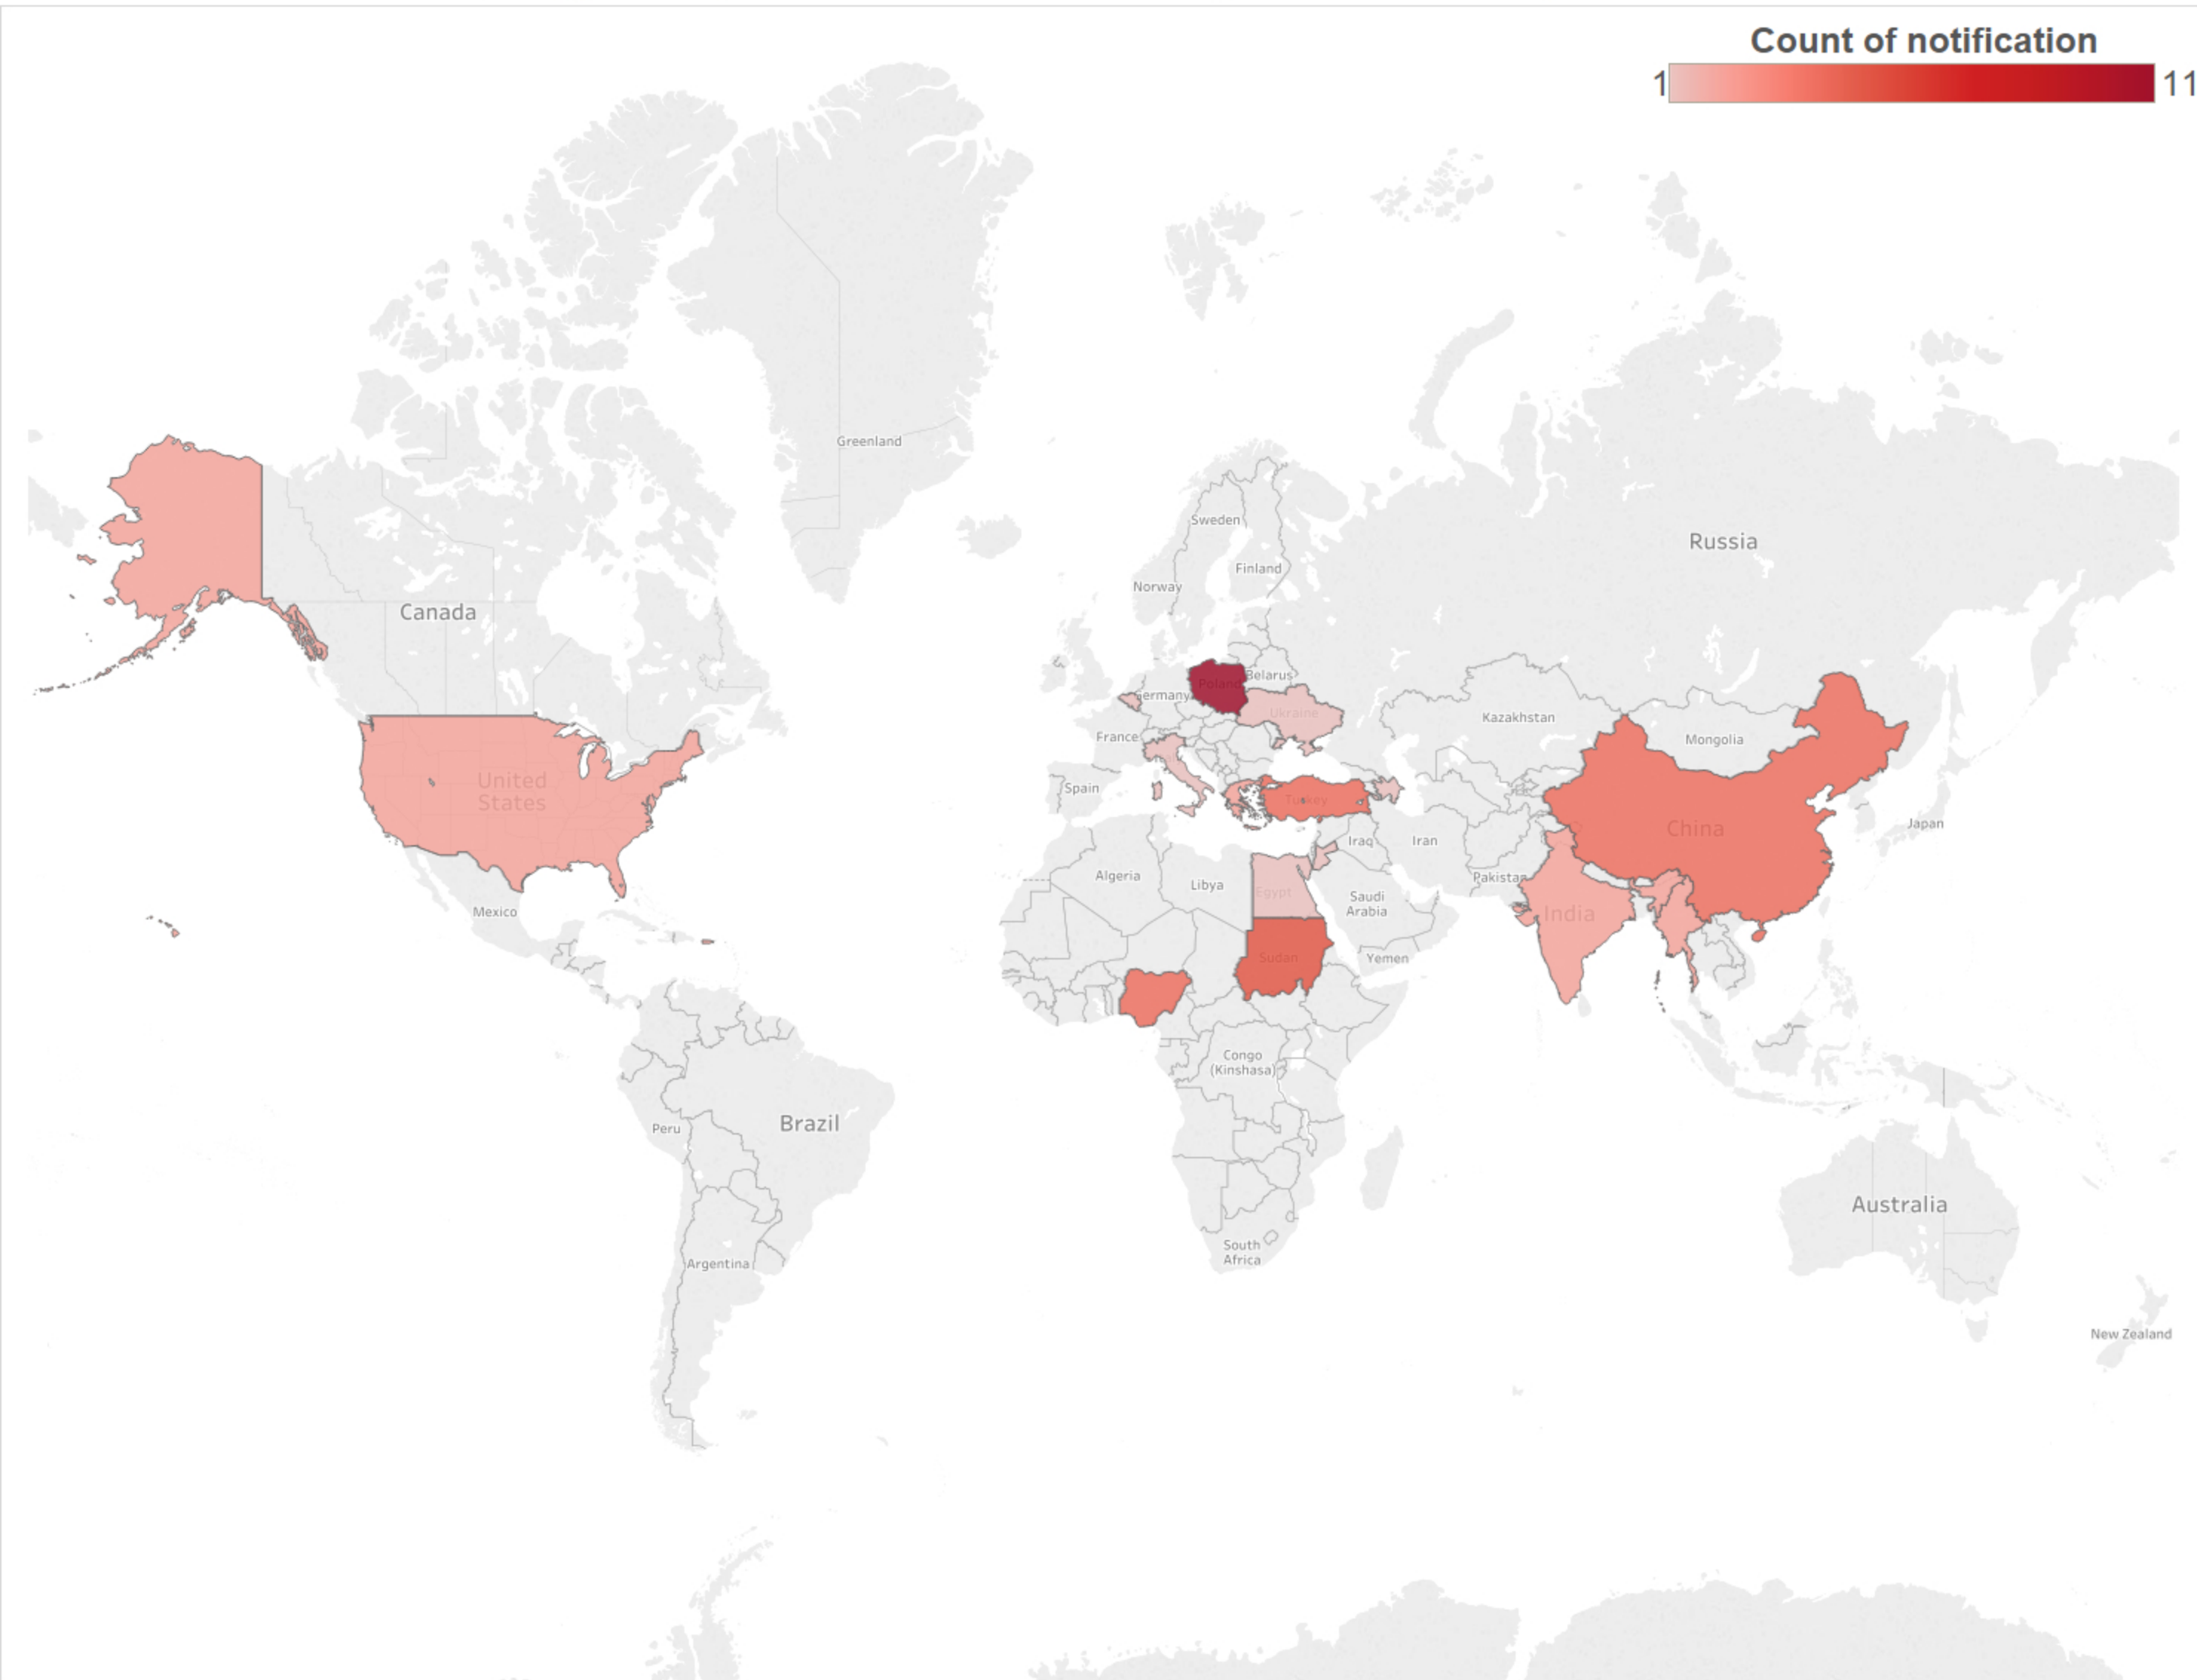 Count of notification
1
11
Greenland
Sweden
Russia
Finland
Norway
Canada
Belarus
Poland
Germany
Ukraine
Kazakhstan
France
Mongolia
United
States
Spain
Turkey
Japan
China
Iraq
Iran
Algeria
Pakistan
Libya
Egypt
Saudi
Arabia
Mexico
India
Sudan
Yemen
Congo
(Kinshasa)
Brazil
Peru
Australia
South
Africa
Argentina
New Zealand